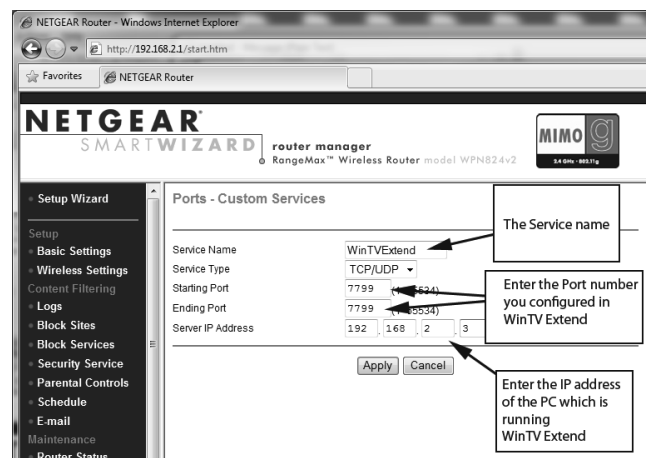 NETGEAR Router - Windows Internet Explorer
http://192.168.2.1/start.htm
Favorites
NETGEAR Router
NETGEAR
SMARTWIZARD
router manager
RangeMax™ Wireless Router model WPN824v2
MIMO G
2.4 GHz - 802.11g
Setup Wizard
Setup
Basic Settings
Wireless Settings
Content Filtering
Logs
Block Sites
Block Services
Security Service
Parental Controls
Schedule
E-mail
Maintenance
Router Status
Ports - Custom Services
Service Name WinTVExtend
Service Type TCP/UDP
Starting Port 7799
Ending Port 7799
Server IP Address 192 . 168 . 2 . 3
Apply Cancel
The Service name
Enter the Port number
you configured in
WinTV Extend
Enter the IP address
of the PC which is
running
WinTV Extend